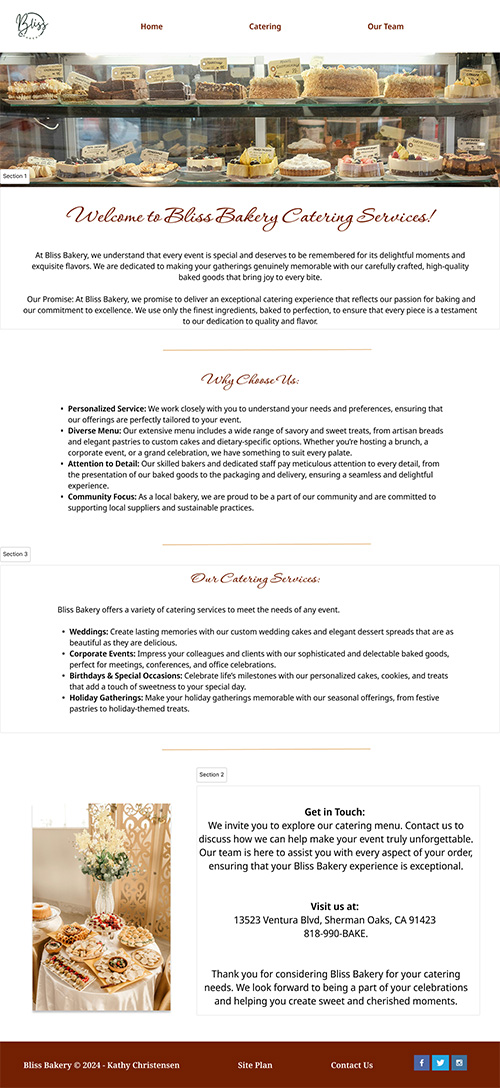 Bliss
Home Catering Our Team
Section 1
Welcome to Bliss Bakery Catering Services!
At Bliss Bakery, we understand that every event is special and deserves to be remembered for its delightful moments and
exquisite flavors. We are dedicated to making your gatherings genuinely memorable with our carefully crafted, high-quality
baked goods that bring joy to every bite.
Our Promise: At Bliss Bakery, we promise to deliver an exceptional catering experience that reflects our passion for baking and
our commitment to excellence. We use only the finest ingredients, baked to perfection, to ensure that every piece is a testament
to our dedication to quality and flavor.
Why Choose Us:
• Personalized Service: We work closely with you to understand your needs and preferences, ensuring that
our offerings are perfectly tailored to your event.
• Diverse Menu: Our extensive menu includes a wide range of savory and sweet treats, from artisan breads
and elegant pastries to custom cakes and dietary-specific options. Whether you're hosting a brunch, a
corporate event, or a grand celebration, we have something to suit every palate.
• Attention to Detail: Our skilled bakers and dedicated staff pay meticulous attention to every detail, from
the presentation of our baked goods to the packaging and delivery, ensuring a seamless and delightful
experience.
• Community Focus: As a local bakery, we are proud to be a part of our community and are committed to
supporting local suppliers and sustainable practices.
Section 3
Our Catering Services:
Bliss Bakery offers a variety of catering services to meet the needs of any event.
• Weddings: Create lasting memories with our custom wedding cakes and elegant dessert spreads that are as
beautiful as they are delicious.
• Corporate Events: Impress your colleagues and clients with our sophisticated and delectable baked goods,
perfect for meetings, conferences, and office celebrations.
• Birthdays & Special Occasions: Celebrate life's milestones with our personalized cakes, cookies, and treats
that add a touch of sweetness to your special day.
• Holiday Gatherings: Make your holiday gatherings memorable with our seasonal offerings, from festive
pastries to holiday-themed treats.
Section 2
Get in Touch:
We invite you to explore our catering menu. Contact us to
discuss how we can help make your event truly unforgettable.
Our team is here to assist you with every aspect of your order,
ensuring that your Bliss Bakery experience is exceptional.
Visit us at:
13523 Ventura Blvd, Sherman Oaks, CA 91423
818-990-BAKE.
Thank you for considering Bliss Bakery for your catering
needs. We look forward to being a part of your celebrations
and helping you create sweet and cherished moments.
Bliss Bakery © 2024 - Kathy Christensen Site Plan Contact Us